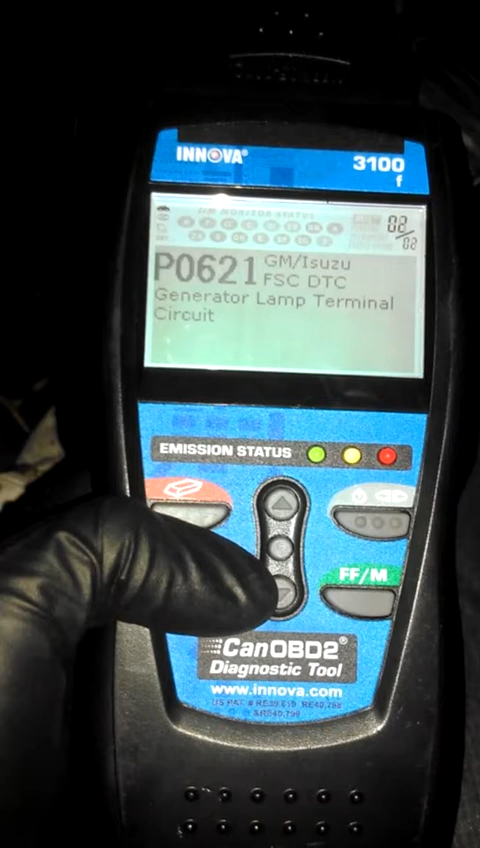 INNOVA®
3100
f
I/M MONITOR STATUS
02/02
P0621 GM/Isuzu
FSC DTC
Generator Lamp Terminal
Circuit
EMISSION STATUS
FF/M
CanOBD2®
Diagnostic Tool
www.innova.com